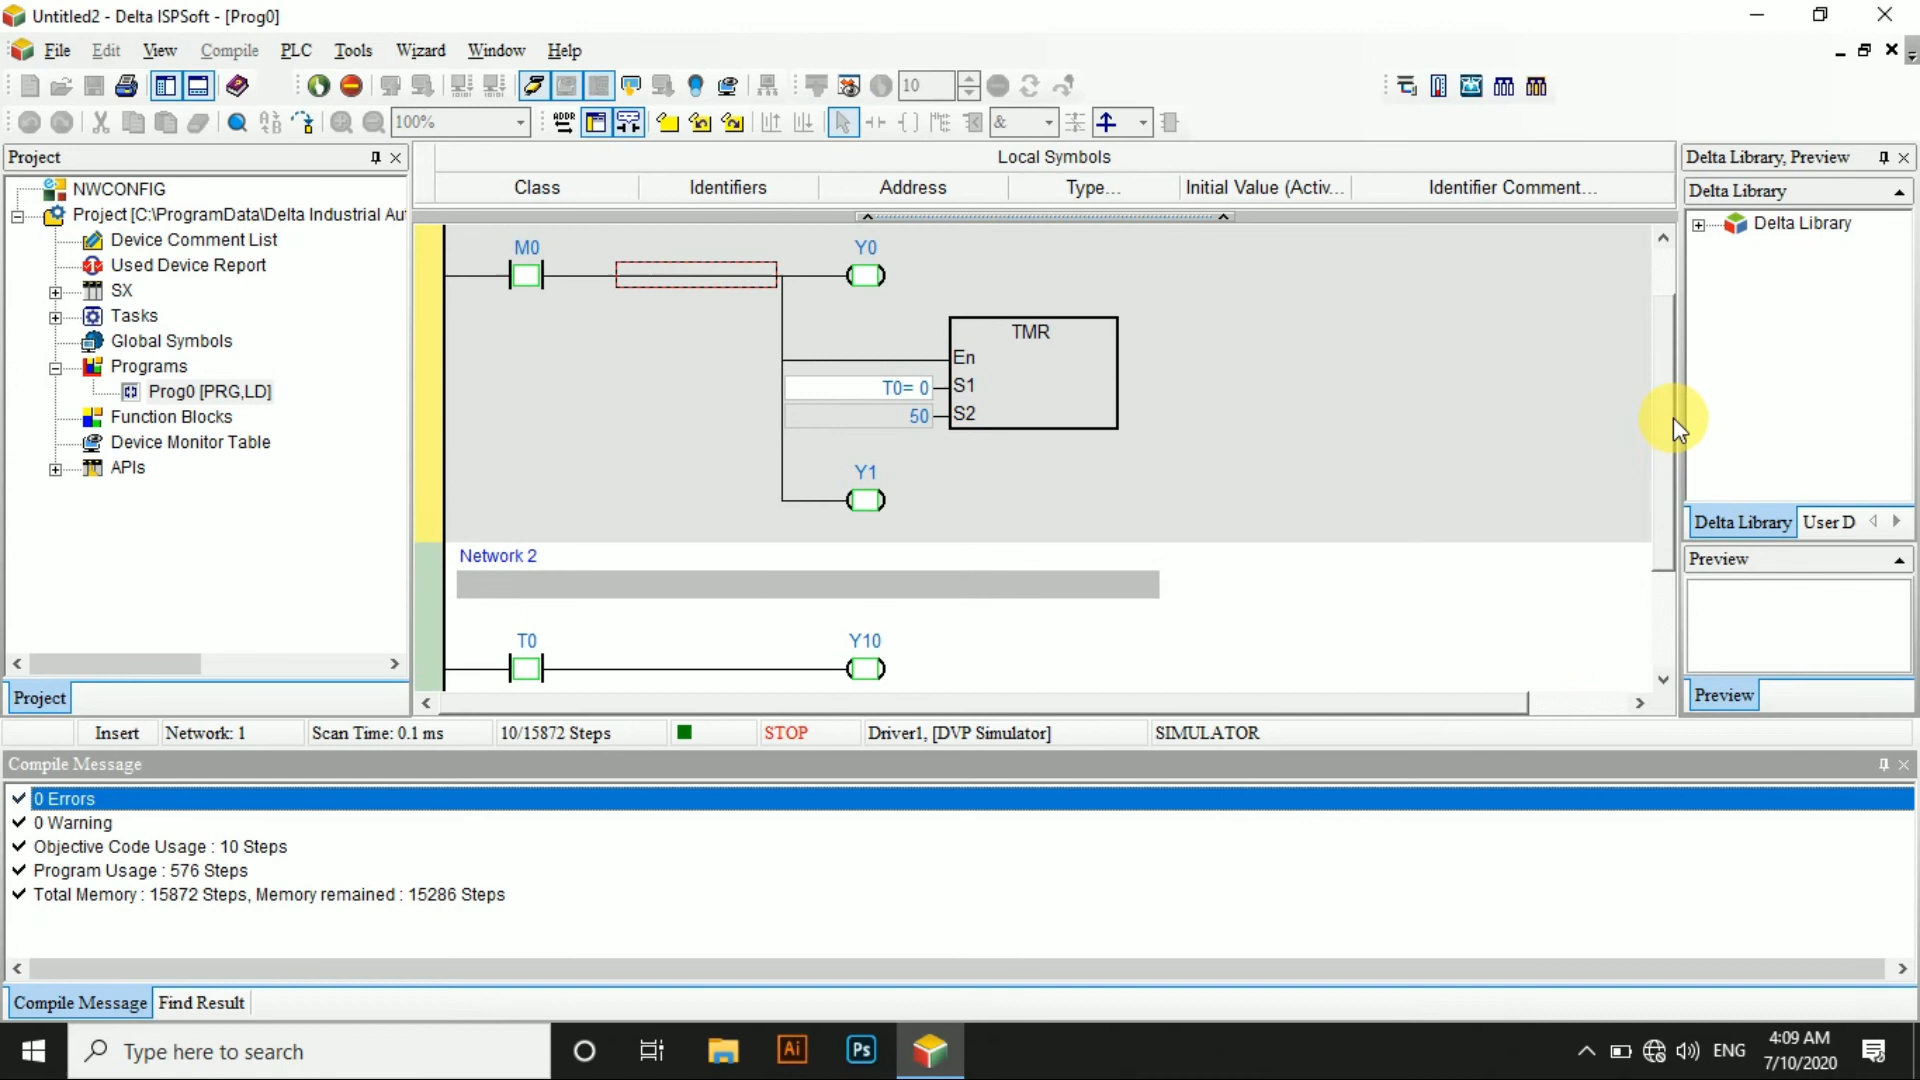 Untitled2 - Delta ISPSoft - [Prog0]
File Edit View Compile PLC Tools Wizard Window Help
10
100%
ADDR
&
Project
NWCONFIG
Project [C:\ProgramData\Delta Industrial Au
Device Comment List
Used Device Report
SX
Tasks
Global Symbols
Programs
Prog0 [PRG,LD]
Function Blocks
Device Monitor Table
APIs
Project
Local Symbols
Class Identifiers Address Type... Initial Value (Activ... Identifier Comment...
M0 Y0
TMR
En
T0= 0 S1
50 S2
Y1
Network 2
T0 Y10
Delta Library, Preview
Delta Library
Delta Library
Delta Library User D
Preview
Preview
Insert Network: 1 Scan Time: 0.1 ms 10/15872 Steps STOP Driver1, [DVP Simulator] SIMULATOR
Compile Message
0 Errors
0 Warning
Objective Code Usage : 10 Steps
Program Usage : 576 Steps
Total Memory : 15872 Steps, Memory remained : 15286 Steps
Compile Message Find Result
Type here to search
Ai
Ps
ENG
4:09 AM
7/10/2020